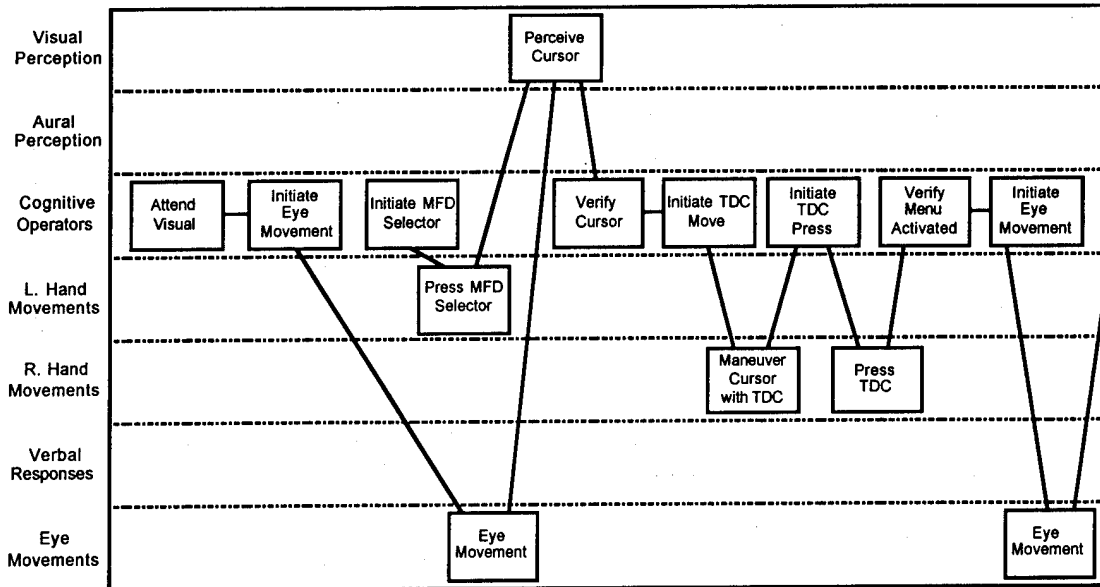 Visual
Perception
Perceive
Cursor
Aural
Perception
Cognitive
Operators
Attend
Visual
Initiate
Eye
Movement
Initiate MFD
Selector
Verify
Cursor
Initiate TDC
Move
Initiate
TDC
Press
Verify
Menu
Activated
Initiate
Eye
Movement
L. Hand
Movements
Press MFD
Selector
R. Hand
Movements
Maneuver
Cursor
with TDC
Press
TDC
Verbal
Responses
Eye
Movements
Eye
Movement
Eye
Movement